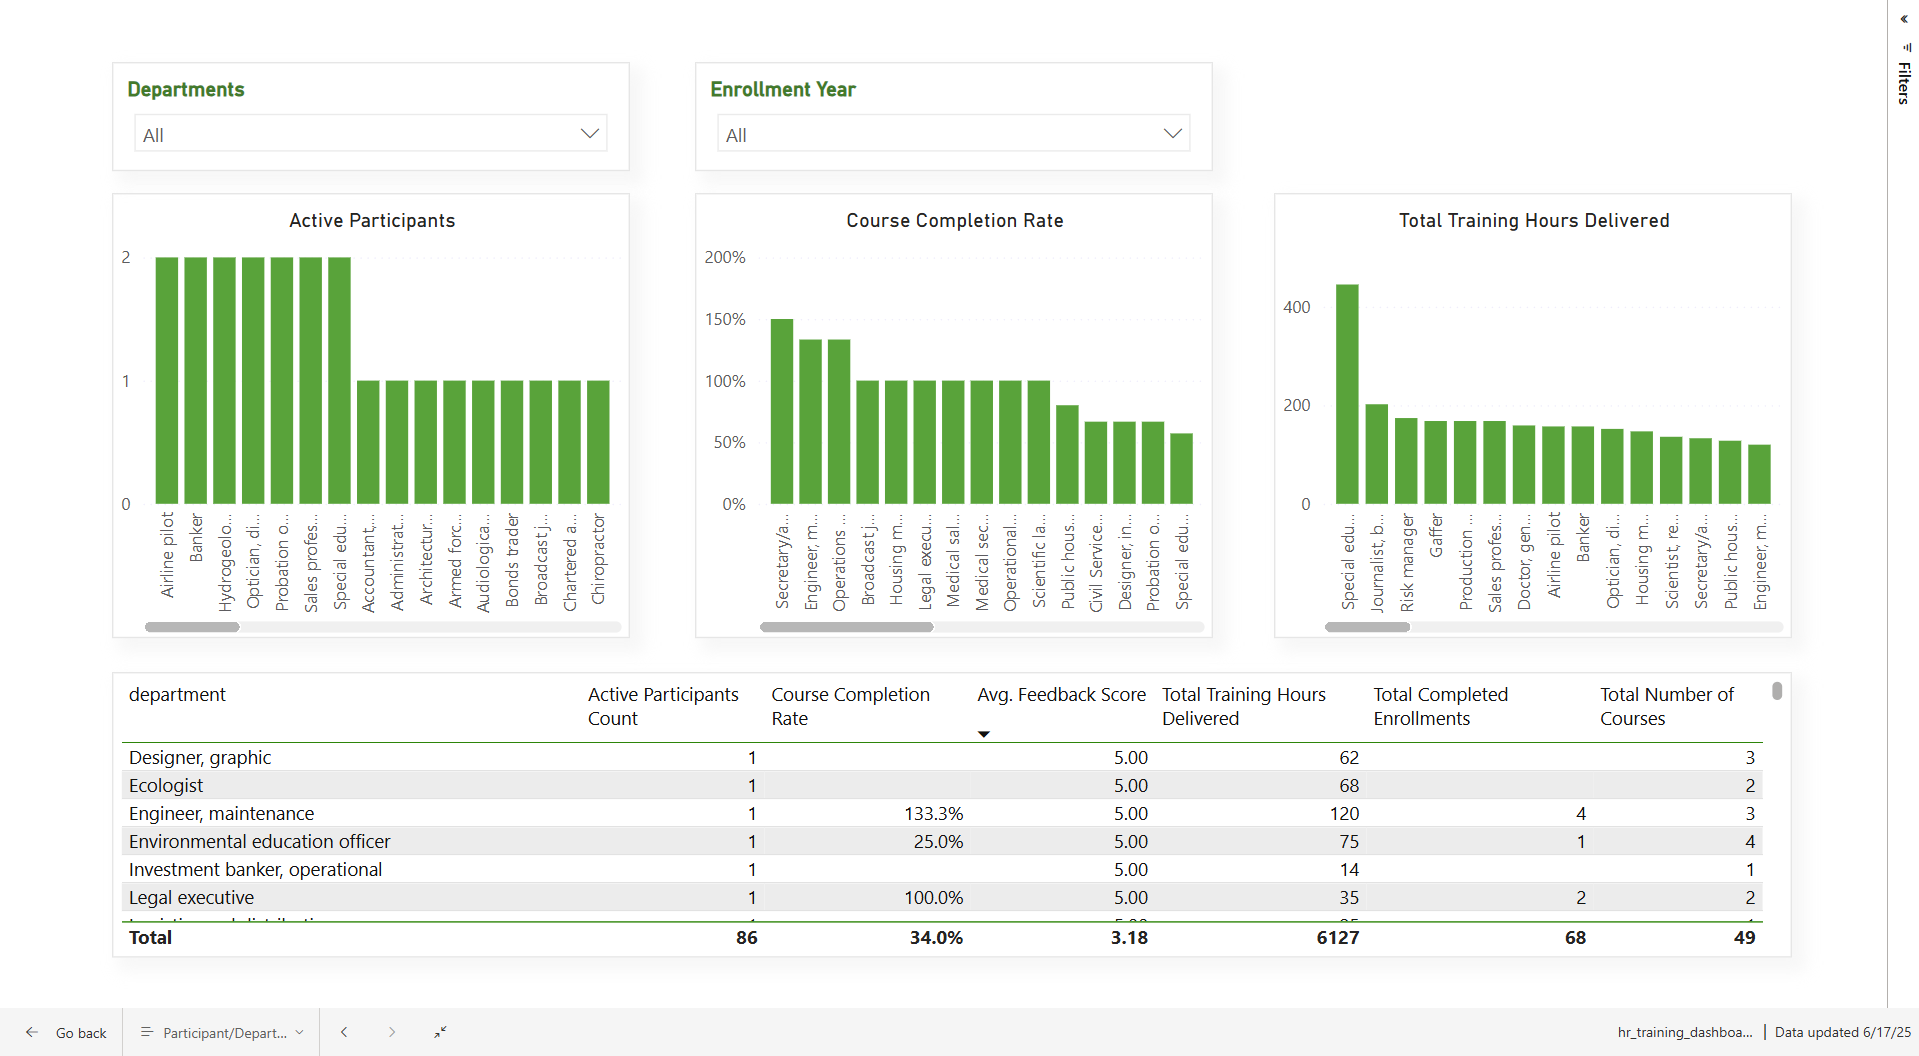 Departments
All
Enrollment Year
All
Filters
Active Participants
2
1
0
Airline pilot
Banker
Hydrogeolo...
Optician, di...
Probation o...
Sales profes...
Special edu...
Accountant,...
Administrat...
Architectur...
Armed forc...
Audiologica...
Bonds trader
Broadcast j...
Chartered a...
Chiropractor
Course Completion Rate
200%
150%
100%
50%
0%
Secretary/a...
Engineer, m...
Operations ...
Broadcast j...
Housing m...
Legal execu...
Medical sal...
Medical sec...
Operational...
Scientific la...
Public hous...
Civil Service...
Designer, in...
Probation o...
Special edu...
Total Training Hours Delivered
400
200
0
Special edu...
Journalist, b...
Risk manager
Gaffer
Production ...
Sales profes...
Doctor, gen...
Airline pilot
Banker
Optician, di...
Housing m...
Scientist, re...
Secretary/a...
Public hous...
Engineer, m...
department Active Participants Count Course Completion Rate Avg. Feedback Score Total Training Hours Delivered Total Completed Enrollments Total Number of Courses
Designer, graphic 1 5.00 62 3
Ecologist 1 5.00 68 2
Engineer, maintenance 1 133.3% 5.00 120 4 3
Environmental education officer 1 25.0% 5.00 75 1 4
Investment banker, operational 1 5.00 14 1
Legal executive 1 100.0% 5.00 35 2 2
Total 86 34.0% 3.18 6127 68 49
Go back
Participant/Depart...
hr_training_dashboa... | Data updated 6/17/25